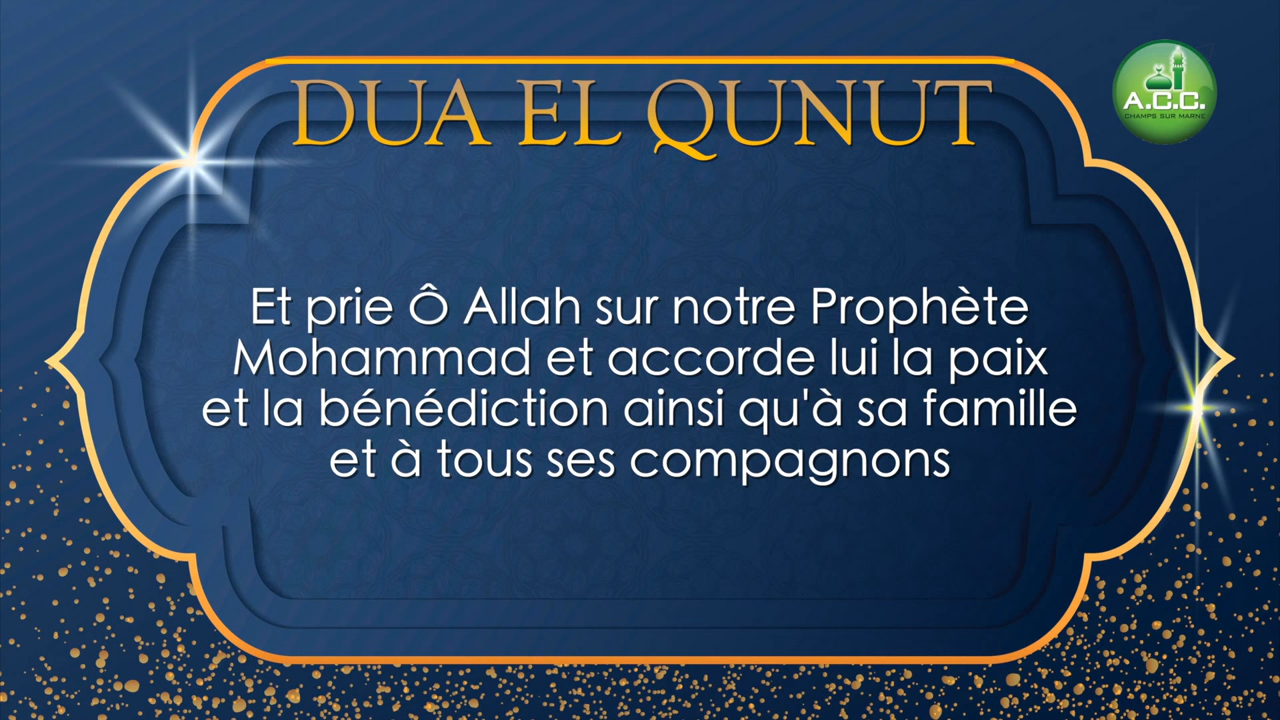 DUA EL QUNUT
A.C.C.
CHAMPS SUR MARNE
Et prie Ô Allah sur notre Prophète
Mohammad et accorde lui la paix
et la bénédiction ainsi qu'à sa famille
et à tous ses compagnons